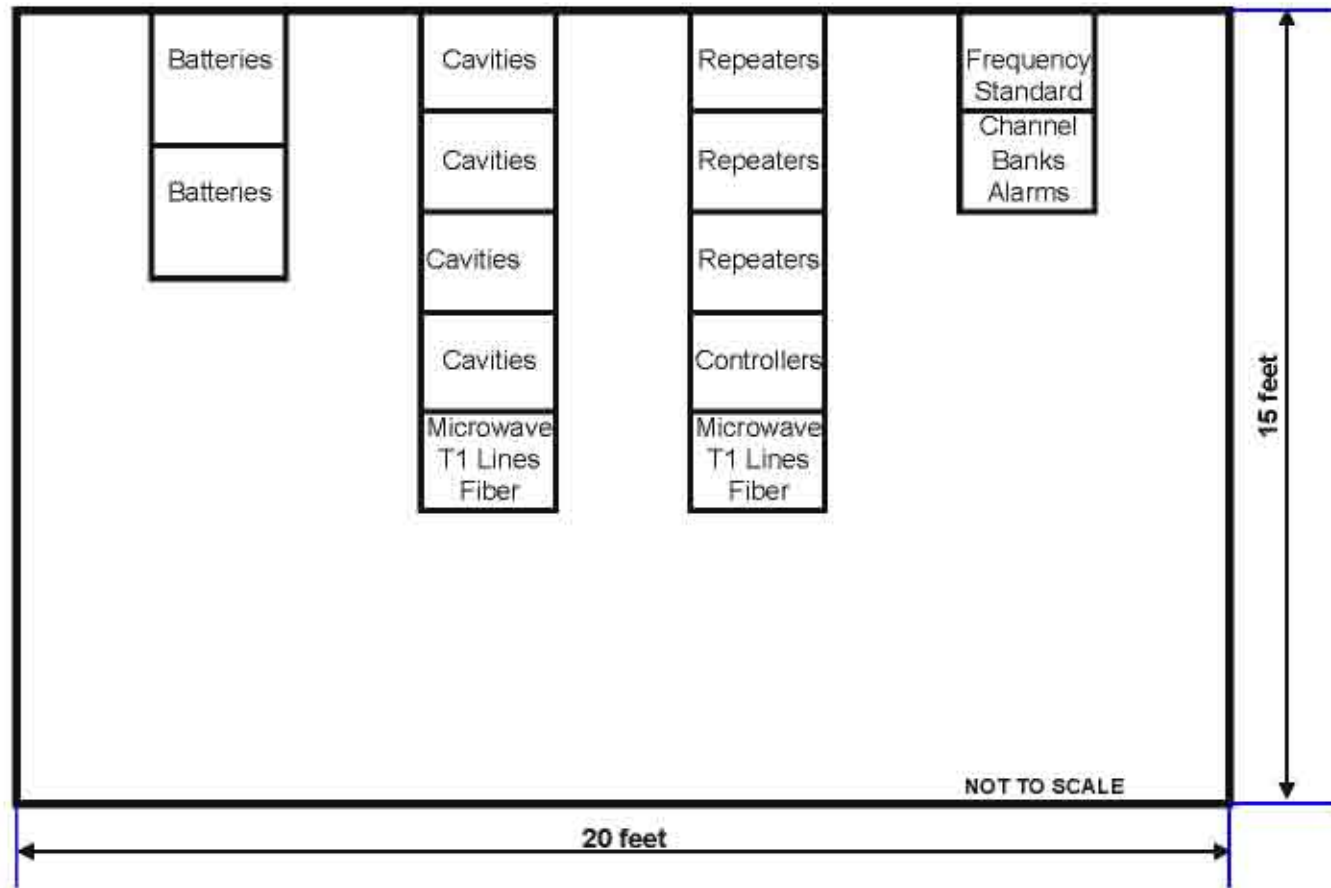 Batteries
Batteries
Cavities
Cavities
Cavities
Cavities
Microwave
T1 Lines
Fiber
Repeaters
Repeaters
Repeaters
Controllers
Microwave
T1 Lines
Fiber
Frequency
Standard
Channel
Banks
Alarms
15 feet
NOT TO SCALE
20 feet